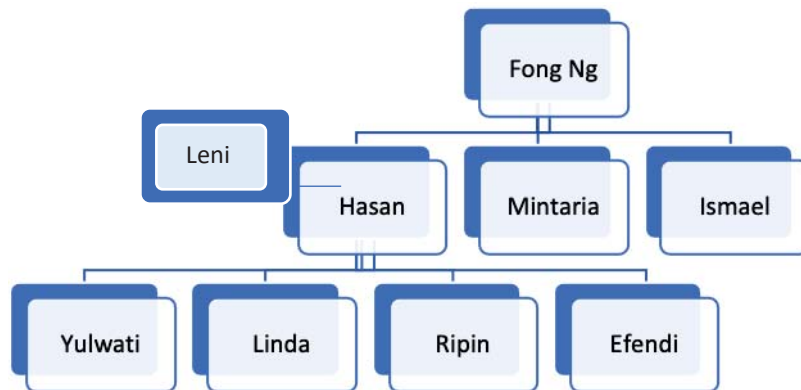 Fong Ng
Leni
Hasan
Mintaria
Ismael
Yulwati
Linda
Ripin
Efendi